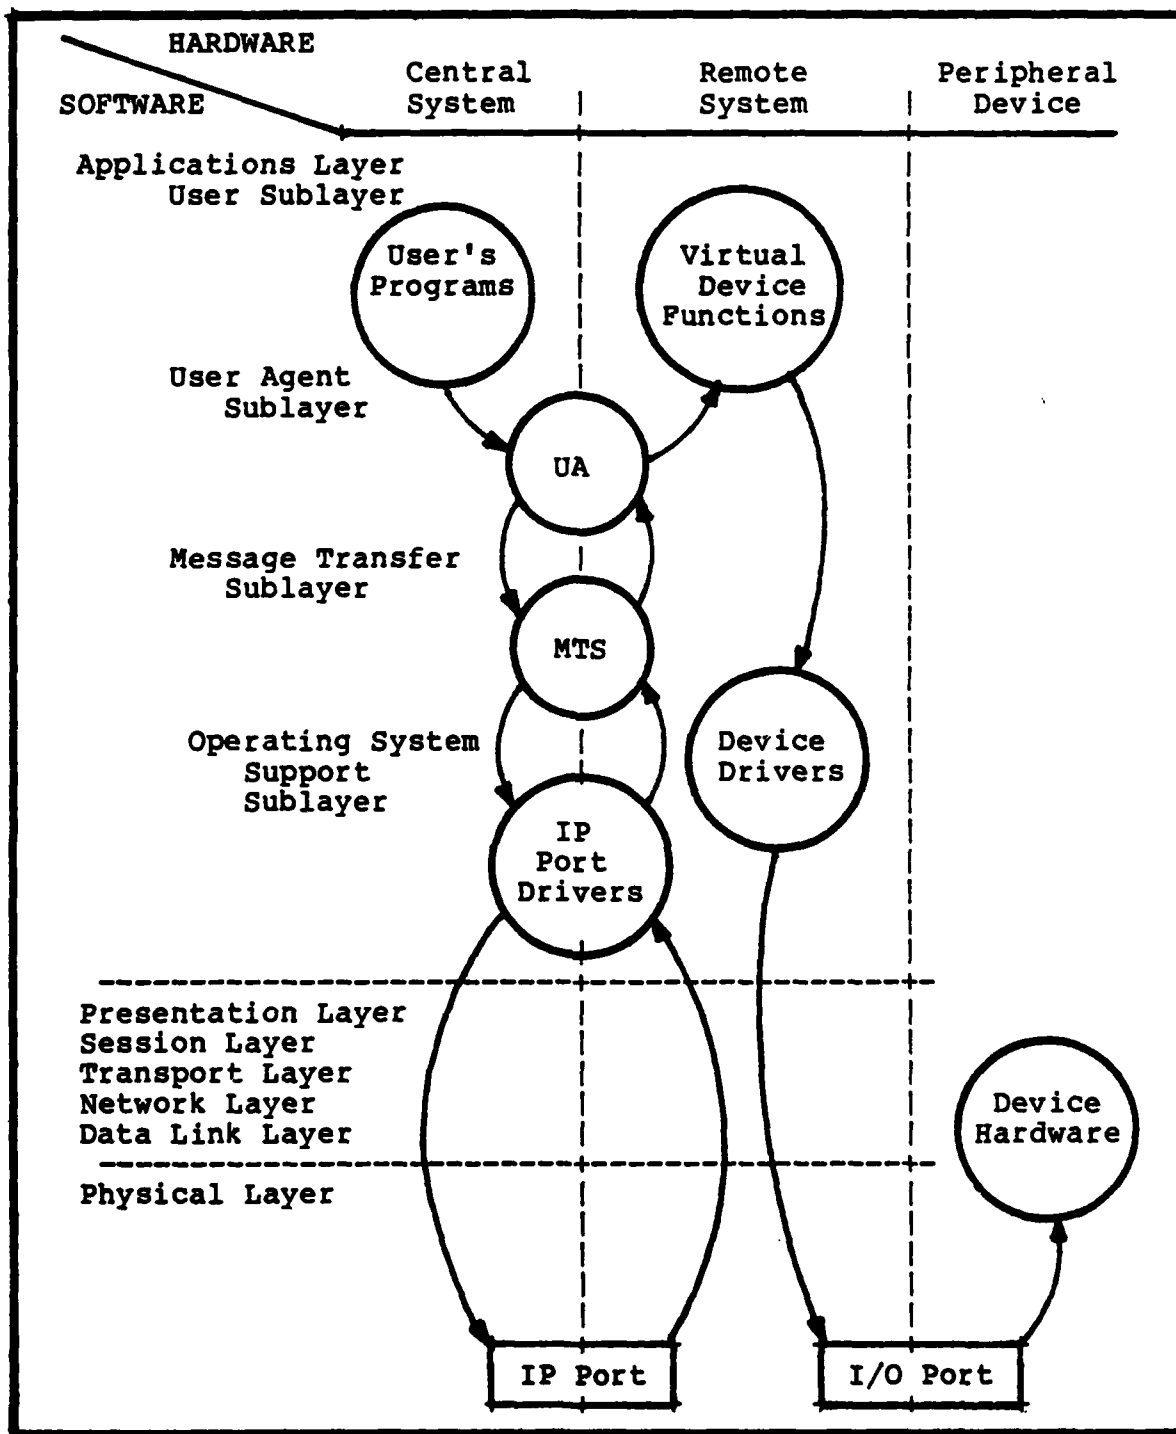 HARDWARE
SOFTWARE
Central
System
Remote
System
Peripheral
Device
Applications Layer
User Sublayer
User's
Programs
Virtual
Device
Functions
User Agent
Sublayer
UA
Message Transfer
Sublayer
MTS
Operating System
Support
Sublayer
Device
Drivers
IP
Port
Drivers
Presentation Layer
Session Layer
Transport Layer
Network Layer
Data Link Layer
Device
Hardware
Physical Layer
IP Port
I/O Port